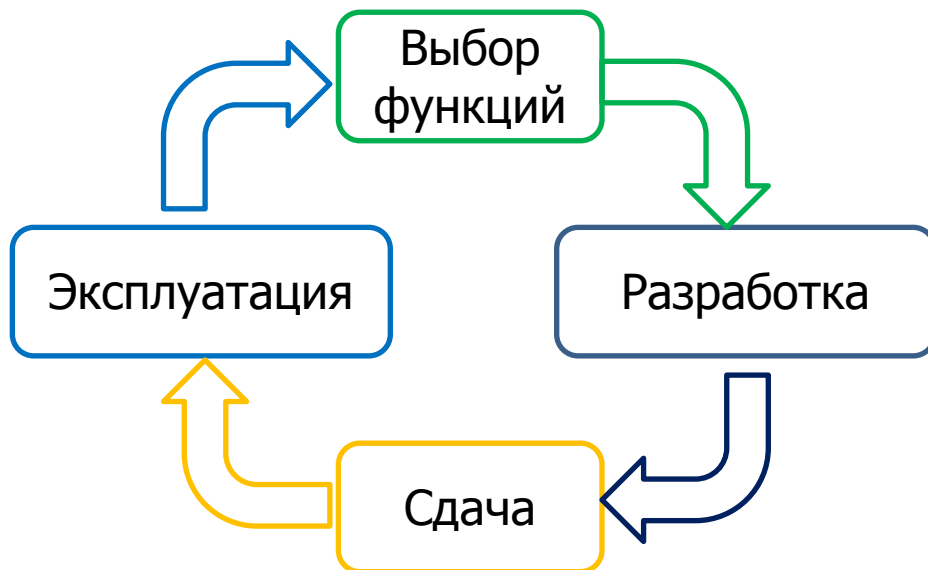 Выбор
функций
Эксплуатация
Разработка
Сдача